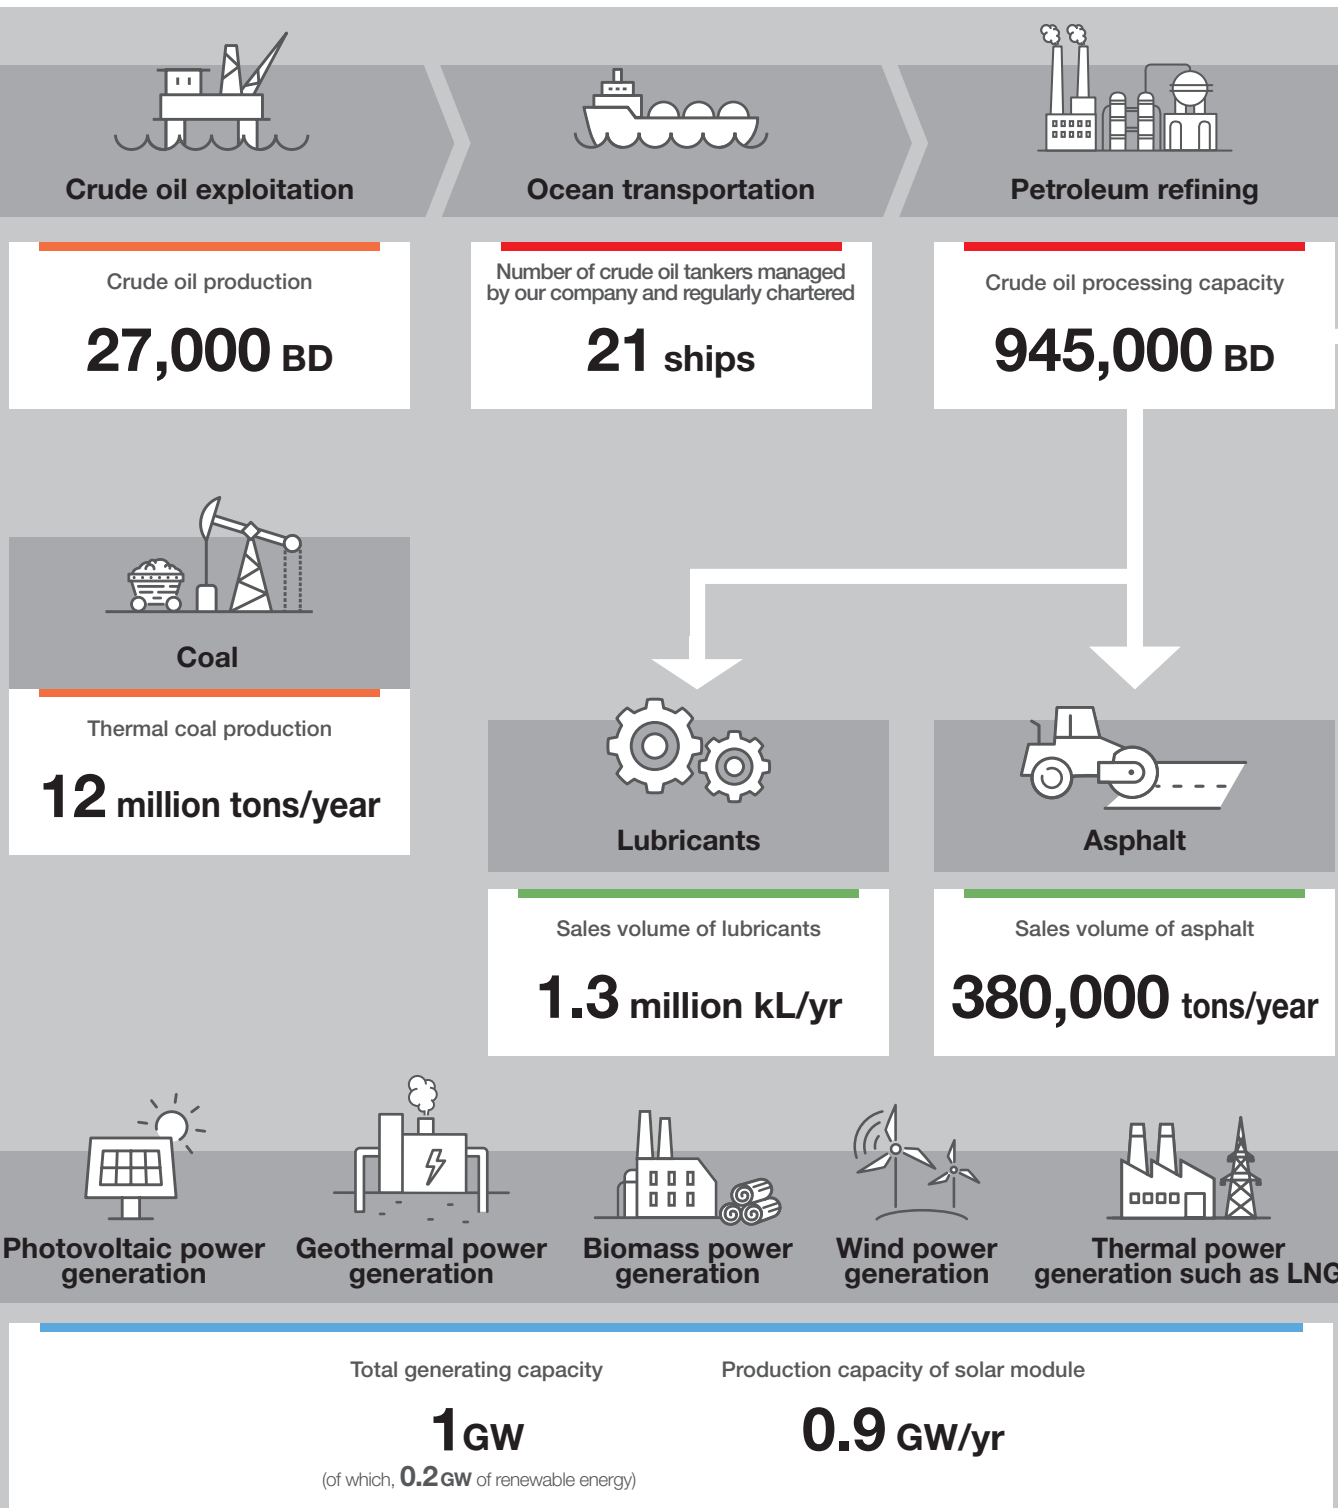 Crude oil exploitation
Ocean transportation
Petroleum refining
Crude oil production
27,000 BD
Number of crude oil tankers managed
by our company and regularly chartered
21 ships
Crude oil processing capacity
945,000 BD
Coal
Thermal coal production
12 million tons/year
Lubricants
Sales volume of lubricants
1.3 million kL/yr
Asphalt
Sales volume of asphalt
380,000 tons/year
Photovoltaic power
generation
Geothermal power
generation
Biomass power
generation
Wind power
generation
Thermal power
generation such as LNG
Total generating capacity
1GW
(of which, 0.2GW of renewable energy)
Production capacity of solar module
0.9 GW/yr